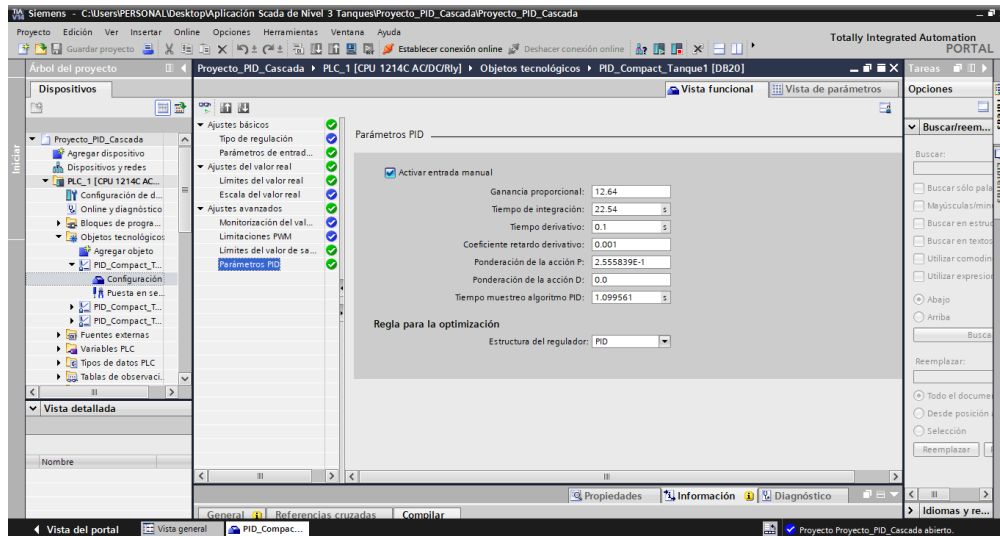 Siemens - C:\Users\PERSONAL\Desktop\Aplicación Scada de Nivel 3 Tanques\Proyecto_PID_Cascada\Proyecto_PID_Cascada
Proyecto Edición Ver Insertar Online Opciones Herramientas Ventana Ayuda
Totally Integrated Automation
PORTAL
Guardar proyecto Establecer conexión online Deshacer conexión online
Árbol del proyecto
Proyecto_PID_Cascada PLC_1 [CPU 1214C AC/DC/Rly] Objetos tecnológicos PID_Compact_Tanque1 [DB20]
Tareas
Dispositivos
Vista funcional Vista de parámetros
Opciones
Iniciar
Proyecto_PID_Cascada
Agregar dispositivo
Dispositivos y redes
PLC_1 [CPU 1214C AC...
Configuración de d...
Online y diagnóstico
Bloques de progra...
Objetos tecnológicos
Agregar objeto
PID_Compact_T...
Configuración
Puesta en se...
PID_Compact_T...
PID_Compact_T...
Fuentes externas
Variables PLC
Tipos de datos PLC
Tablas de observaci...
Vista detallada
Nombre
Ajustes básicos
Tipo de regulación
Parámetros de entrad...
Ajustes del valor real
Límites del valor real
Escala del valor real
Ajustes avanzados
Monitorización del val...
Limitaciones PWM
Límites del valor de sa...
Parámetros PID
Parámetros PID
Activar entrada manual
Ganancia proporcional: 12.64
Tiempo de integración: 22.54 s
Tiempo derivativo: 0.1 s
Coeficiente retardo derivativo: 0.001
Ponderación de la acción P: 2.555839E-1
Ponderación de la acción D: 0.0
Tiempo muestreo algoritmo PID: 1.099561 s
Regla para la optimización
Estructura del regulador: PID
Buscar/reem...
Buscar:
Buscar sólo pala
Mayúsculas/min
Buscar en estruc
Buscar en textos
Utilizar comodin
Utilizar expresior
Abajo
Arriba
Busca
Reemplazar:
Todo el docume
Desde posición
Selección
Reemplazar
Idiomas y re...
Propiedades Información Diagnóstico
General Referencias cruzadas Compilar
Vista del portal Vista general PID_Compac...
Proyecto Proyecto_PID_Cascada abierto.